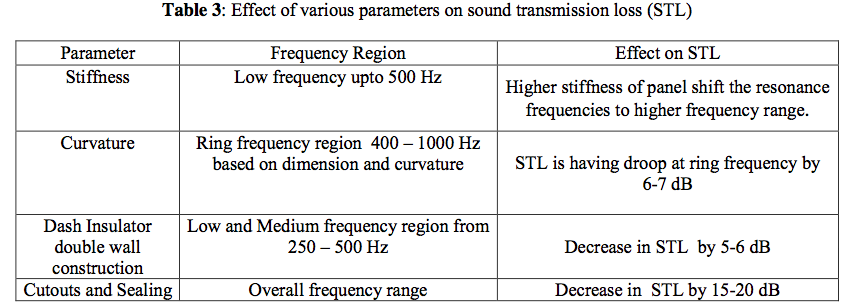 Table 3: Effect of various parameters on sound transmission loss (STL)
Parameter Frequency Region Effect on STL
Stiffness Low frequency upto 500 Hz Higher stiffness of panel shift the resonance
frequencies to higher frequency range.
Curvature Ring frequency region 400 – 1000 Hz
based on dimension and curvature STL is having droop at ring frequency by
6-7 dB
Dash Insulator
double wall
construction Low and Medium frequency region from
250 – 500 Hz Decrease in STL by 5-6 dB
Cutouts and Sealing Overall frequency range Decrease in STL by 15-20 dB